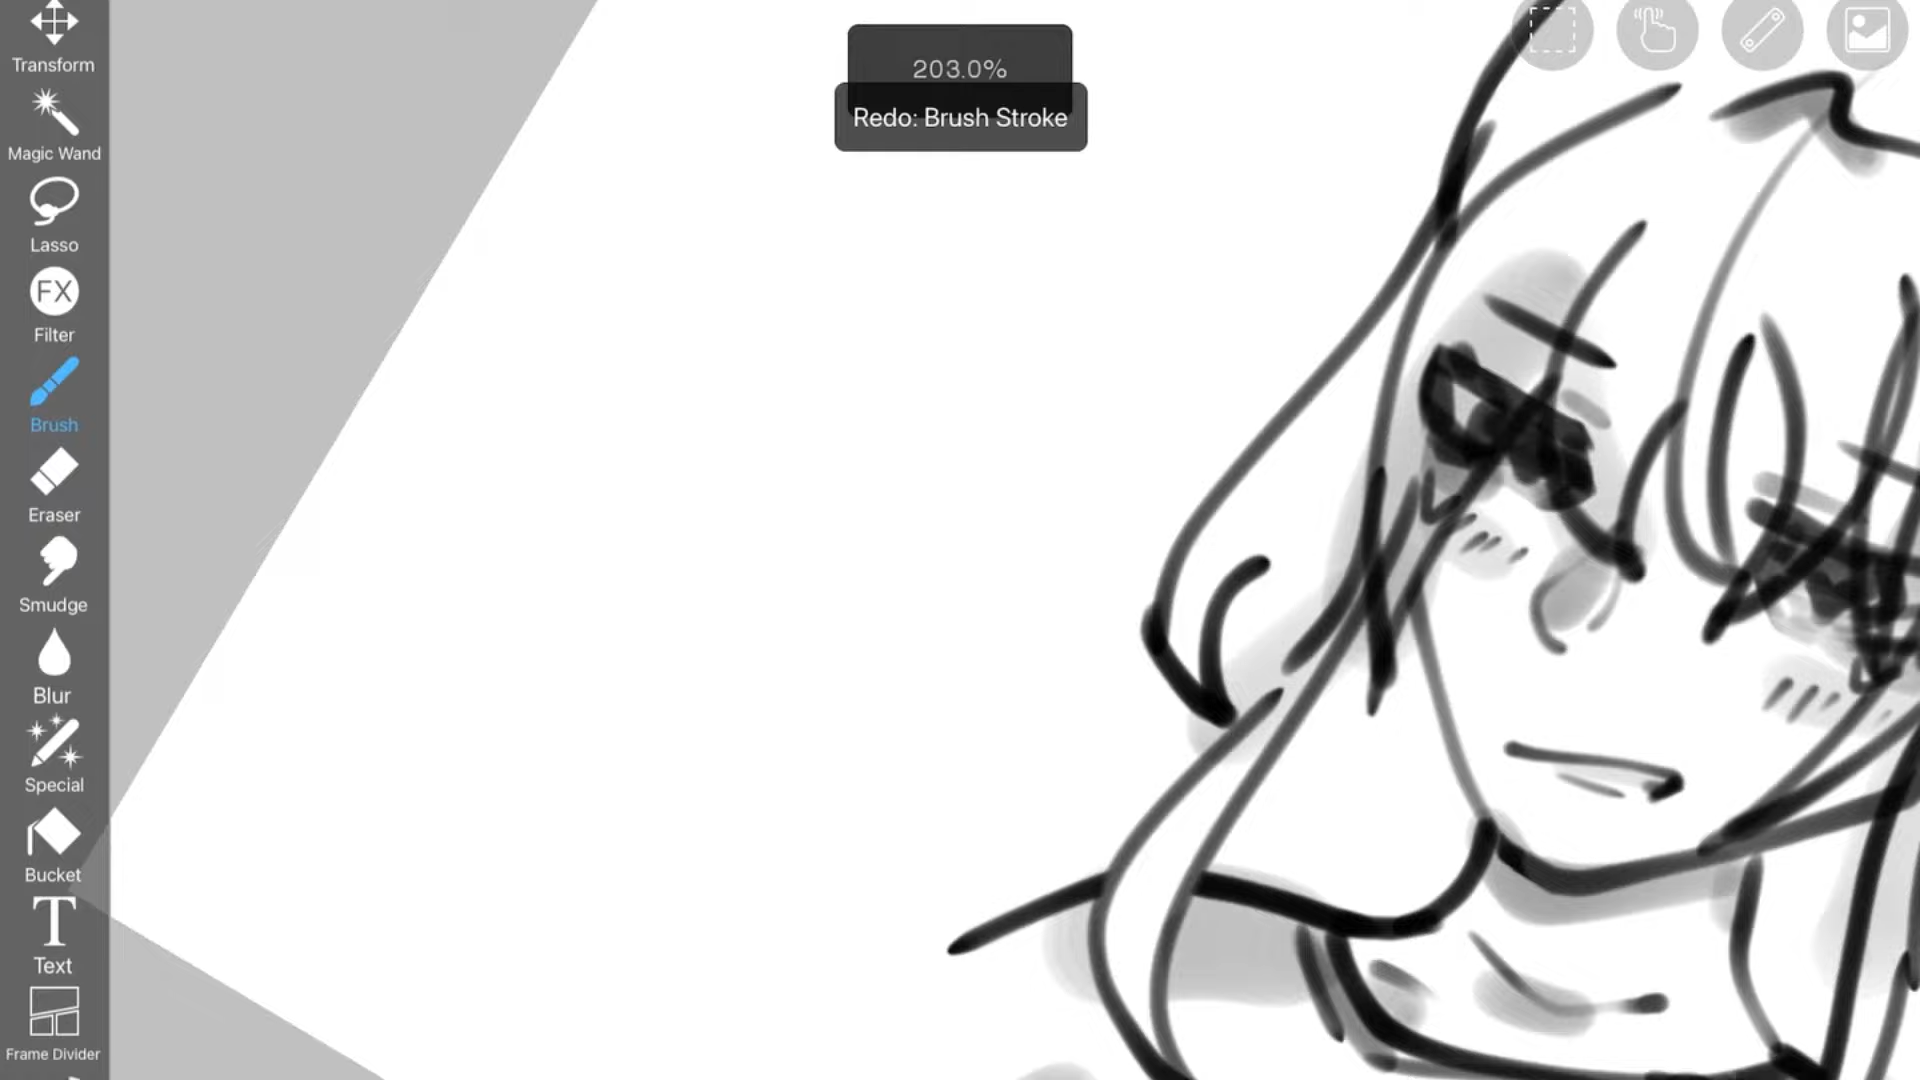 Transform
Magic Wand
Lasso
FX
Filter
Brush
Eraser
Smudge
Blur
Special
Bucket
T
Text
Frame Divider
203.0%
Redo: Brush Stroke